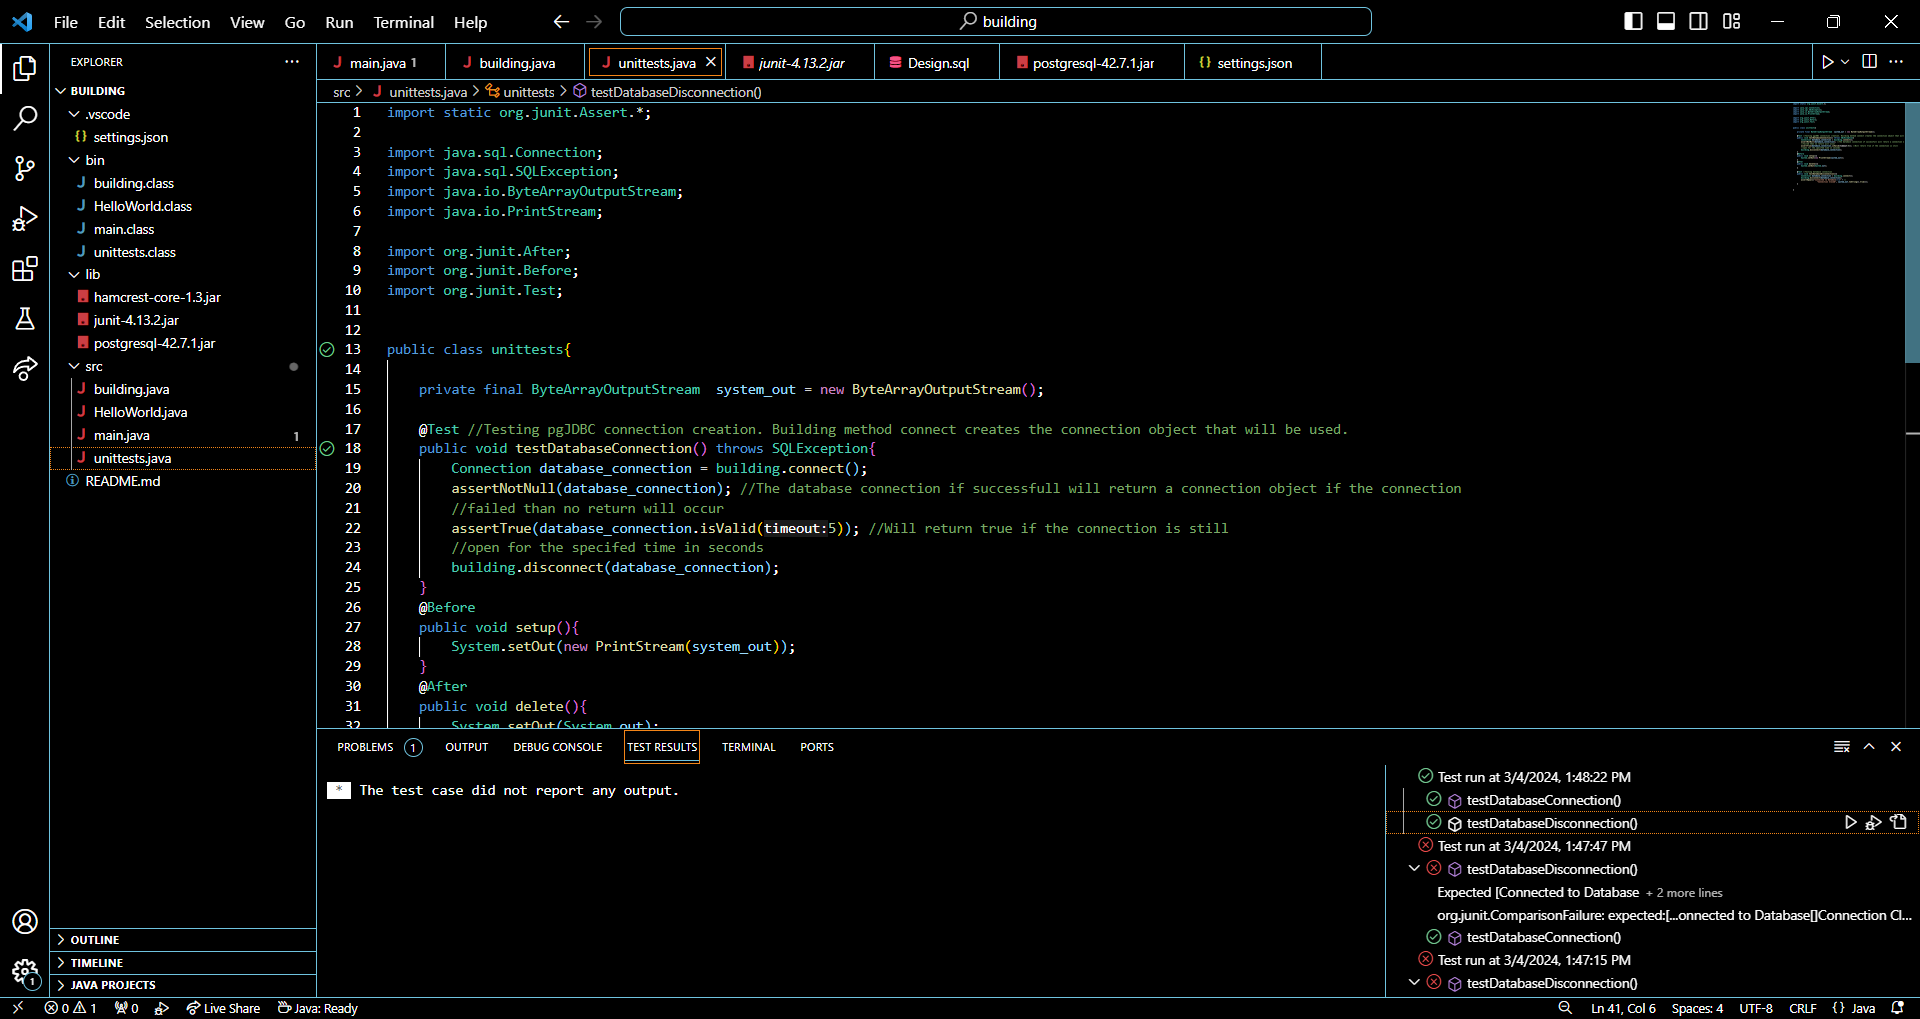 File Edit Selection View Go Run Terminal Help
building
EXPLORER
BUILDING
.vscode
{} settings.json
bin
J building.class
J HelloWorld.class
J main.class
J unittests.class
lib
hamcrest-core-1.3.jar
junit-4.13.2.jar
postgresql-42.7.1.jar
src
J building.java
J HelloWorld.java
J main.java 1
J unittests.java
README.md
OUTLINE
TIMELINE
JAVA PROJECTS
J main.java 1
J building.java
J unittests.java
junit-4.13.2.jar
Design.sql
postgresql-42.7.1.jar
{} settings.json
src > J unittests.java > unittests > testDatabaseDisconnection()
1 import static org.junit.Assert.*;
2
3 import java.sql.Connection;
4 import java.sql.SQLException;
5 import java.io.ByteArrayOutputStream;
6 import java.io.PrintStream;
7
8 import org.junit.After;
9 import org.junit.Before;
10 import org.junit.Test;
11
12
13 public class unittests{
14
15 private final ByteArrayOutputStream  system_out = new ByteArrayOutputStream();
16
17 @Test //Testing pgJDBC connection creation. Building method connect creates the connection object that will be used.
18 public void testDatabaseConnection() throws SQLException{
19 Connection database_connection = building.connect();
20 assertNotNull(database_connection); //The database connection if successfull will return a connection object if the connection
21 //failed than no return will occur
22 assertTrue(database_connection.isValid(timeout:5)); //Will return true if the connection is still
23 //open for the specifed time in seconds
24 building.disconnect(database_connection);
25 }
26 @Before
27 public void setup(){
28 System.setOut(new PrintStream(system_out));
29 }
30 @After
31 public void delete(){
32 System.setOut(System.out);
PROBLEMS 1 OUTPUT DEBUG CONSOLE TEST RESULTS TERMINAL PORTS
* The test case did not report any output.
Test run at 3/4/2024, 1:48:22 PM
testDatabaseConnection()
testDatabaseDisconnection()
Test run at 3/4/2024, 1:47:47 PM
testDatabaseDisconnection()
Expected [Connected to Database + 2 more lines
org.junit.ComparisonFailure: expected:[...onnected to Database[]Connection Cl...
testDatabaseConnection()
Test run at 3/4/2024, 1:47:15 PM
testDatabaseDisconnection()
1
0 1 0 Live Share Java: Ready
Ln 41, Col 6 Spaces: 4 UTF-8 CRLF {} Java